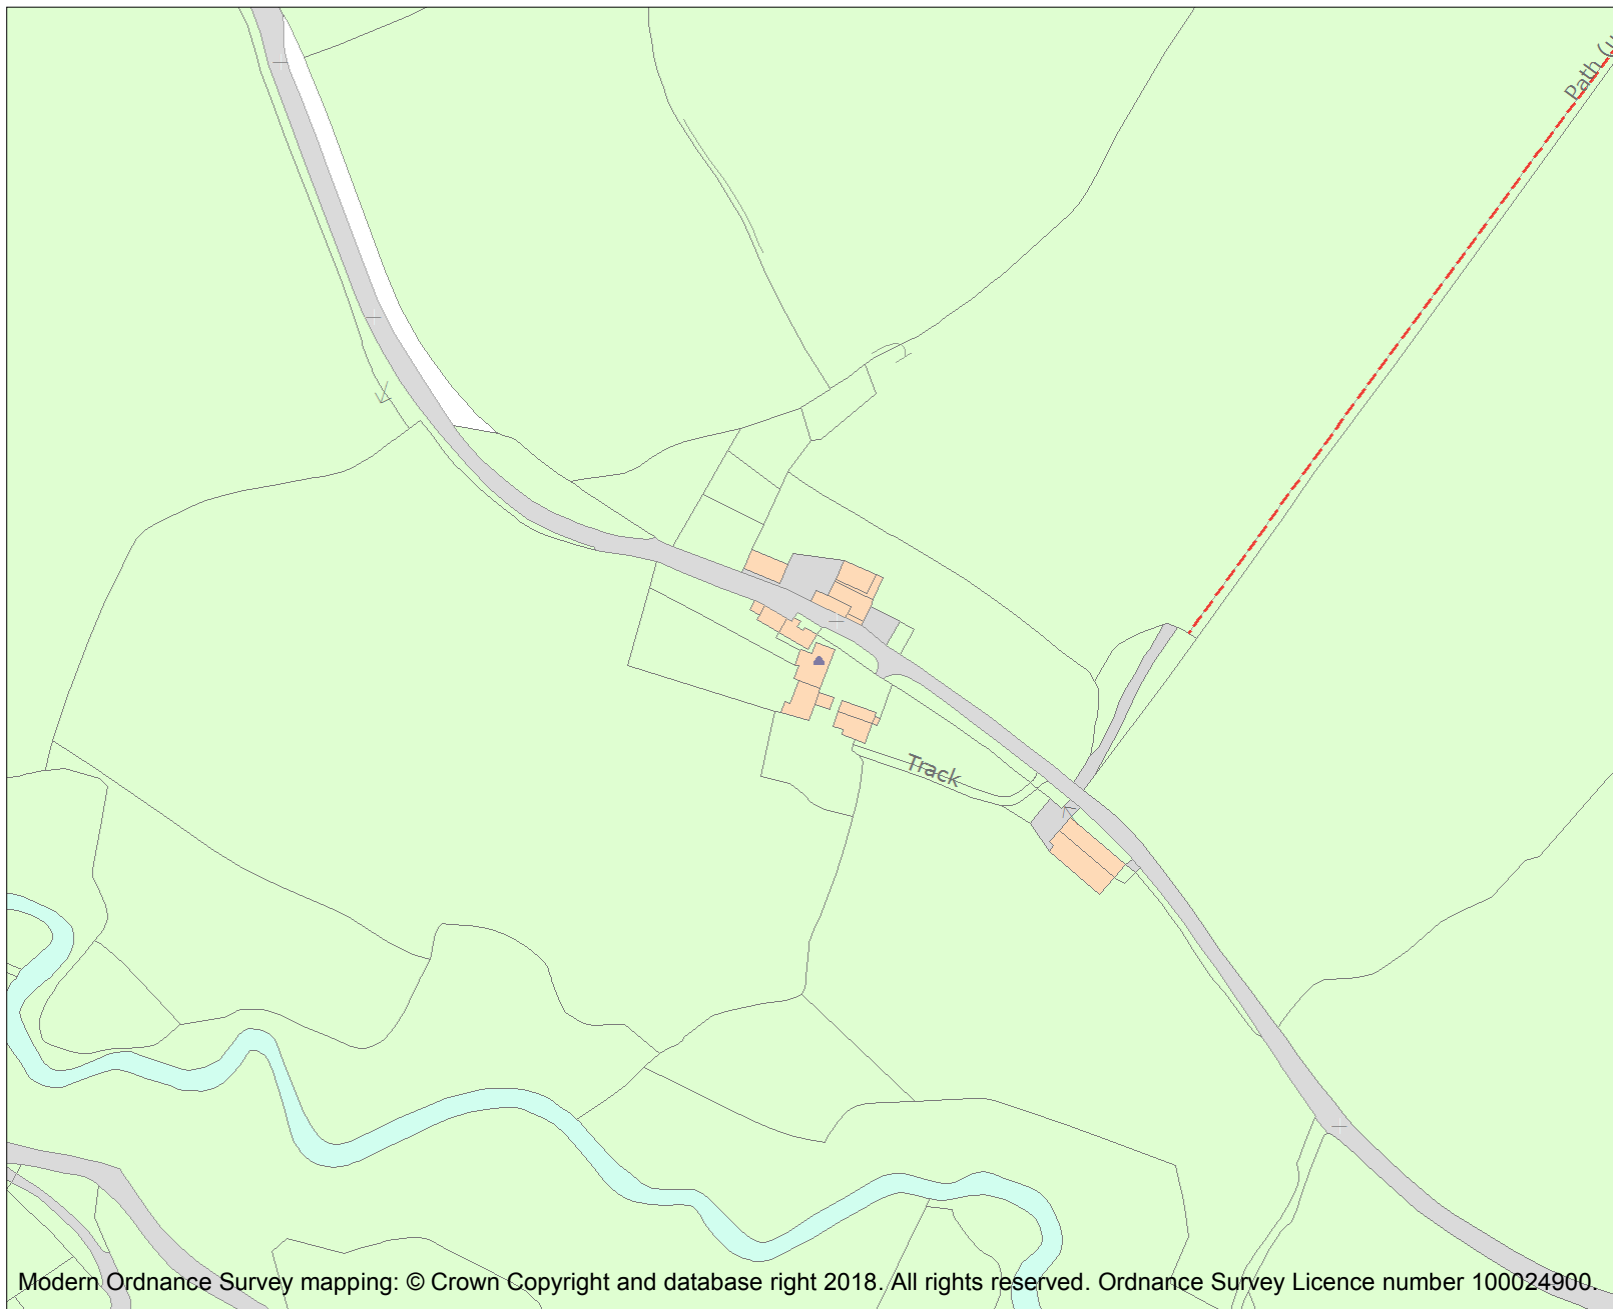 Path (u
Track
Modern Ordnance Survey mapping: © Crown Copyright and database right 2018. All rights reserved. Ordnance Survey Licence number 100024900.